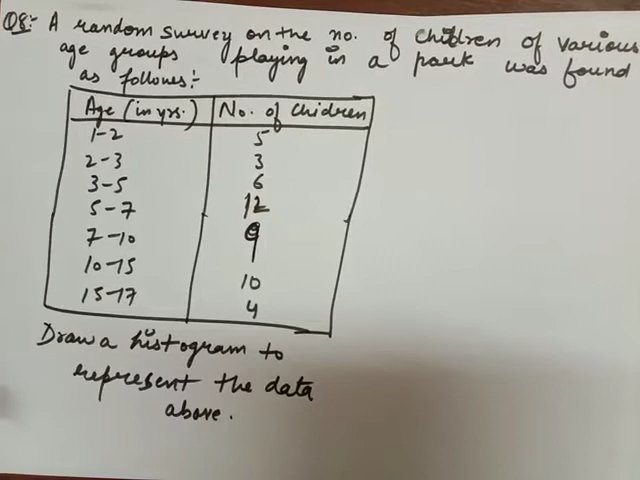 Q8:- A random survey on the no. of children of various
age groups playing in a park was found
as follows:-
Age (in yrs.) No. of Children
1-2 5
2-3 3
3-5 6
5-7 12
7-10 9
10-15 10
15-17 4
Draw a histogram to
represent the data
above.